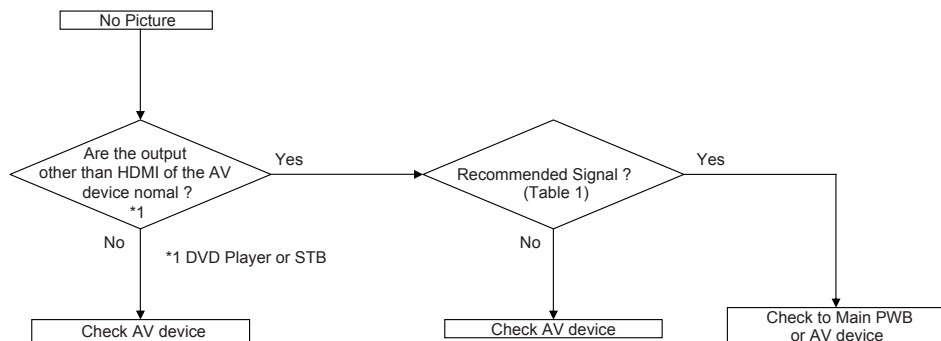 No Picture
Are the output
other than HDMI of the AV
device nomal ?
*1
Yes
Recommended Signal ?
(Table 1)
Yes
No
*1 DVD Player or STB
No
Check AV device
Check AV device
Check to Main PWB
or AV device